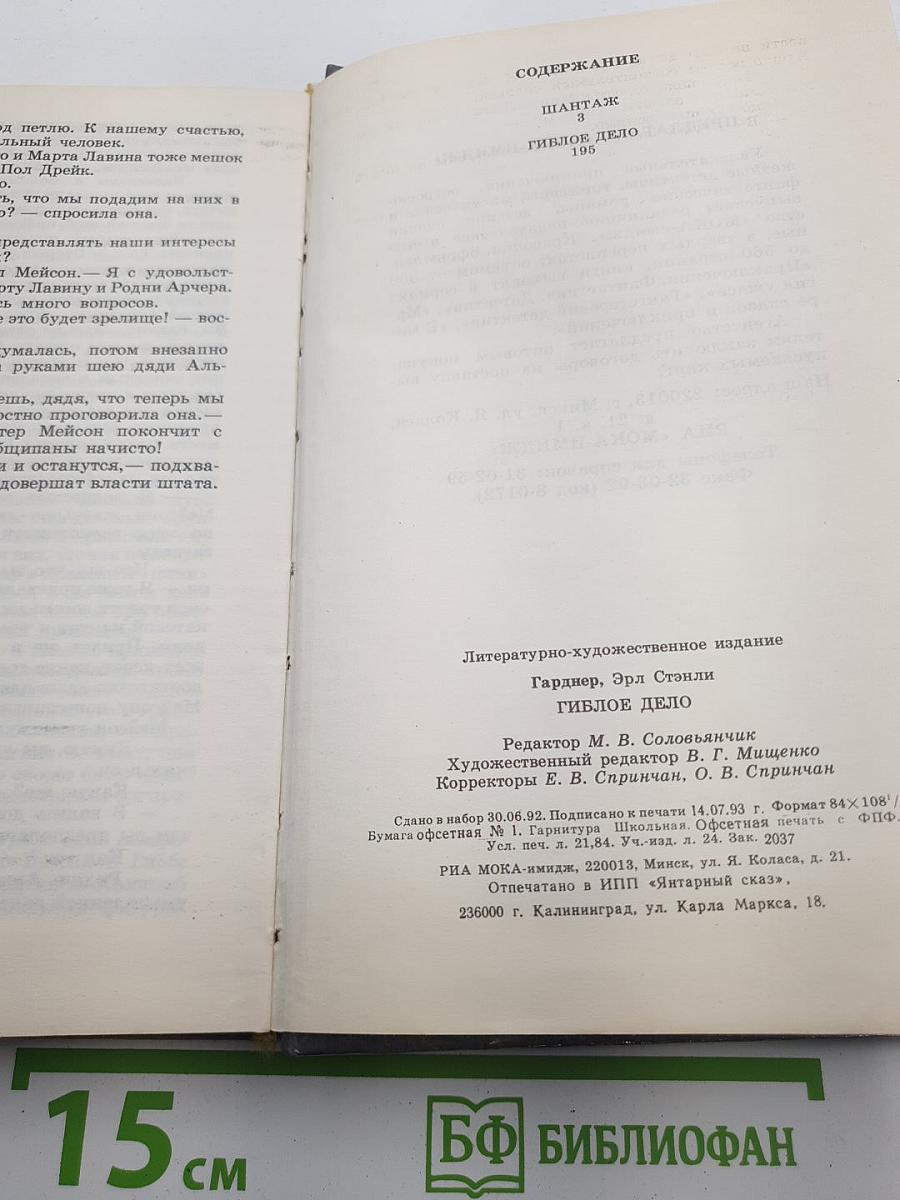 од петлю. К нашему счастью,
льный человек.
о и Марта Лавина тоже мешок
Пол Дрейк.
о.
ть, что мы подадим на них в
о? — спросила она.
представлять наши интересы
?
л Мейсон.— Я с удовольст-
рту Лавину и Родни Арчера.
сь много вопросов.
е это будет зрелище! — вос-
умалась, потом внезапно
руками шею дяди Аль-
ешь, дядя, что теперь мы
остно проговорила она.—
тер Мейсон покончит с
бщипаны начисто!
и и останутся,— подхва-
довершат власти штата.
СОДЕРЖАНИЕ
ШАНТАЖ
3
ГИБЛОЕ ДЕЛО
195
Литературно-художественное издание
Гарднер, Эрл Стэнли
ГИБЛОЕ ДЕЛО
Редактор М. В. Соловьянчик
Художественный редактор В. Г. Мищенко
Корректоры Е. В. Спринчан, О. В. Спринчан
Сдано в набор 30.06.92. Подписано к печати 14.07.93 г. Формат 84×108¹/
Бумага офсетная № 1. Гарнитура Школьная. Офсетная печать с ФПФ.
Усл. печ. л. 21,84. Уч.-изд. л. 24. Зак. 2037
РИА МОКА-имидж, 220013, Минск, ул. Я. Коласа, д. 21.
Отпечатано в ИПП «Янтарный сказ»,
236000 г. Калининград, ул. Карла Маркса, 18.
15 см
БФ БИБЛИОФАН